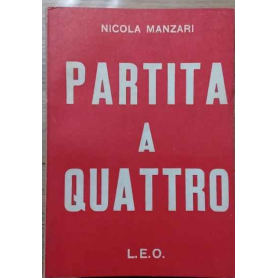 NICOLA MANZARI
PARTITA
A
QUATTRO
L.E.O.